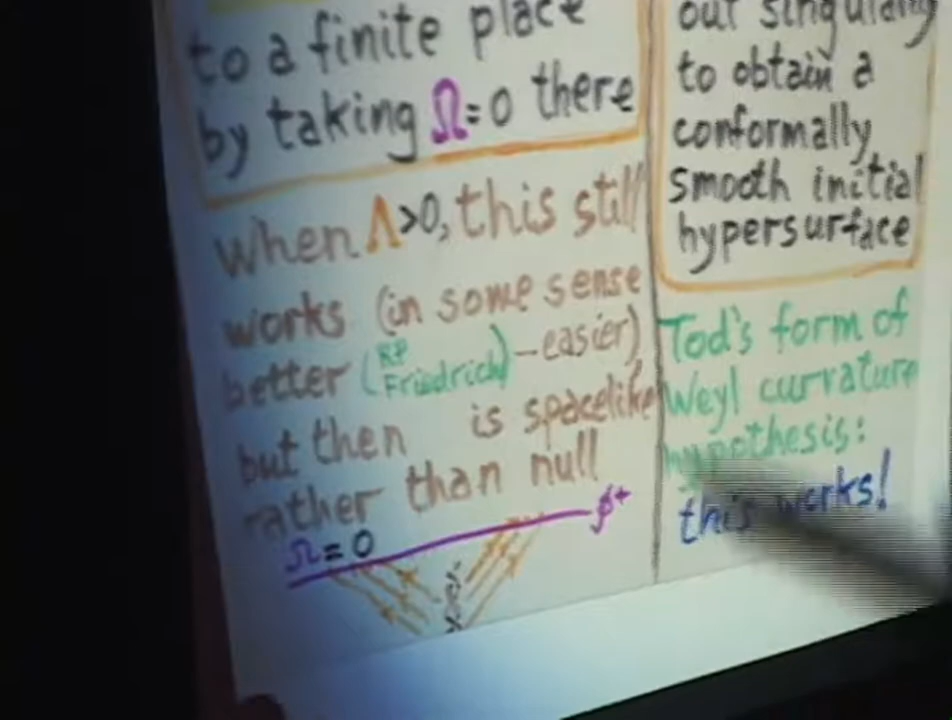 to a finite place
by taking Ω=0 there
when Λ>0, this still
works (in some sense
better (RP Friedrich) -easier),
but then is spacelike
rather than null
Ω=0
𝓘+
out singularity
to obtain a
conformally
smooth initial
hypersurface
Tod's form of
Weyl curvature
hypothesis:
this works!